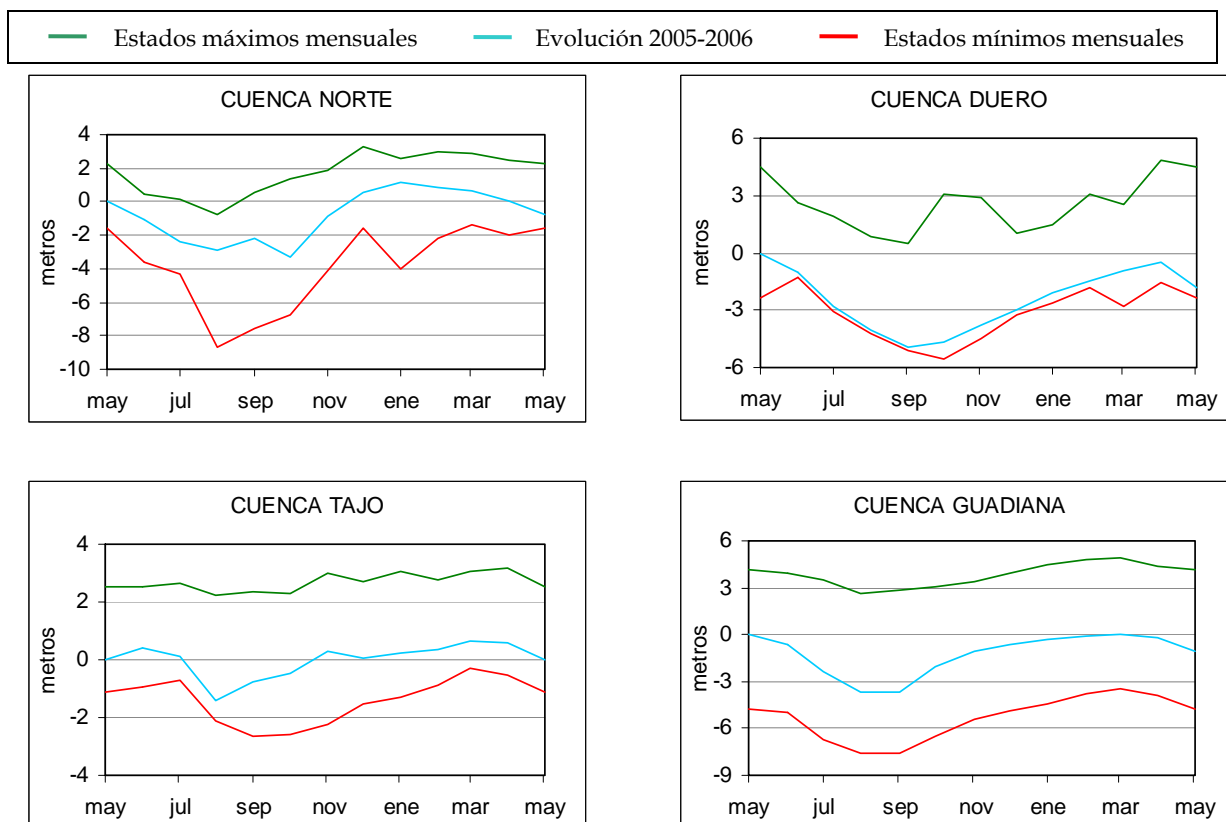 Estados máximos mensuales Evolución 2005-2006 Estados mínimos mensuales
CUENCA NORTE
metros
4
2
0
-2
-4
-6
-8
-10
may jul sep nov ene mar may
CUENCA DUERO
metros
6
3
0
-3
-6
may jul sep nov ene mar may
CUENCA TAJO
metros
4
2
0
-2
-4
may jul sep nov ene mar may
CUENCA GUADIANA
metros
6
3
0
-3
-6
-9
may jul sep nov ene mar may